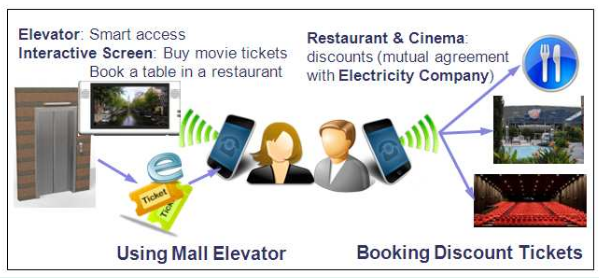 Elevator: Smart access
Interactive Screen: Buy movie tickets
Book a table in a restaurant
Restaurant & Cinema:
discounts (mutual agreement
with Electricity Company)
e
Ticket
Ticket
Using Mall Elevator
Booking Discount Tickets